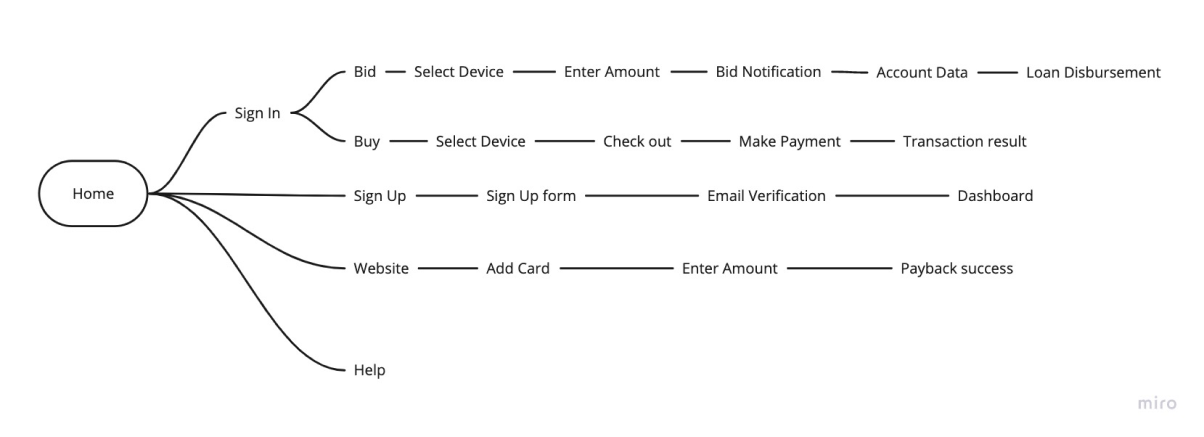 Bid
Select Device
Enter Amount
Bid Notification
Account Data
Loan Disbursement
Sign In
Buy
Select Device
Check out
Make Payment
Transaction result
Home
Sign Up
Sign Up form
Email Verification
Dashboard
Website
Add Card
Enter Amount
Payback success
Help
miro